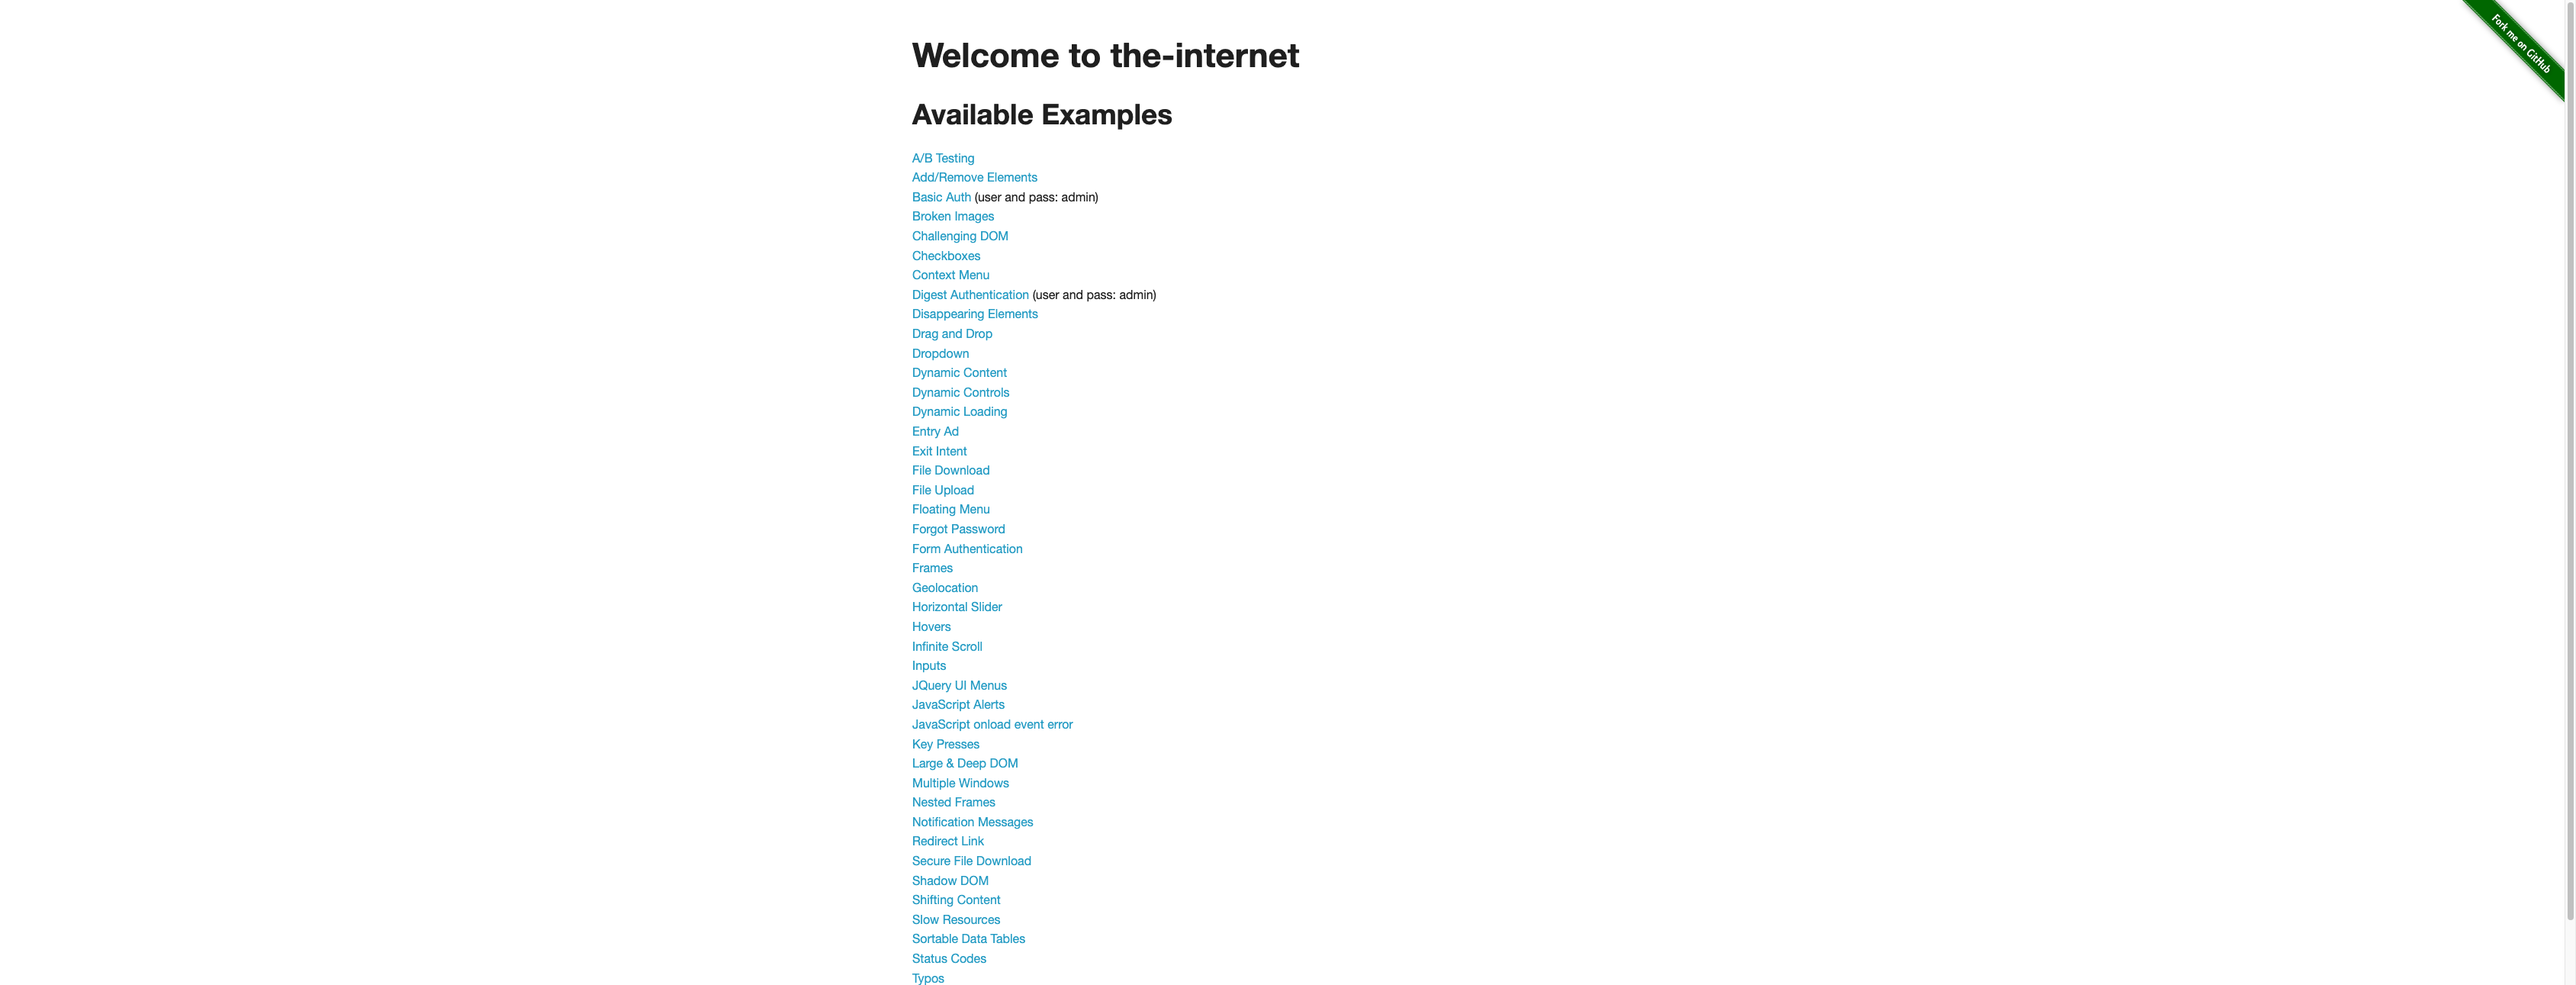 Fork me on GitHub
Welcome to the-internet
Available Examples
A/B Testing
Add/Remove Elements
Basic Auth (user and pass: admin)
Broken Images
Challenging DOM
Checkboxes
Context Menu
Digest Authentication (user and pass: admin)
Disappearing Elements
Drag and Drop
Dropdown
Dynamic Content
Dynamic Controls
Dynamic Loading
Entry Ad
Exit Intent
File Download
File Upload
Floating Menu
Forgot Password
Form Authentication
Frames
Geolocation
Horizontal Slider
Hovers
Infinite Scroll
Inputs
JQuery UI Menus
JavaScript Alerts
JavaScript onload event error
Key Presses
Large & Deep DOM
Multiple Windows
Nested Frames
Notification Messages
Redirect Link
Secure File Download
Shadow DOM
Shifting Content
Slow Resources
Sortable Data Tables
Status Codes
Typos